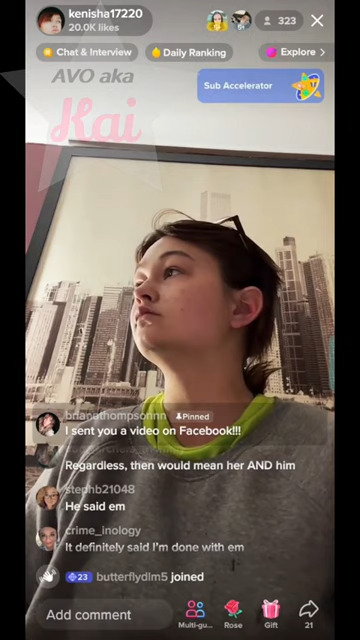 kenisha17220
20.0K likes
323
Chat & Interview
Daily Ranking
Explore >
AVO aka
Hai
Sub Accelerator
Pinned
I sent you a video on Facebook!!!
Regardless, then would mean her AND him
stephb21048
He said em
crime_inology
It definitely said I'm done with em
23 butterflydlm5 joined
Add comment
Multi-gu...
Rose
Gift
21